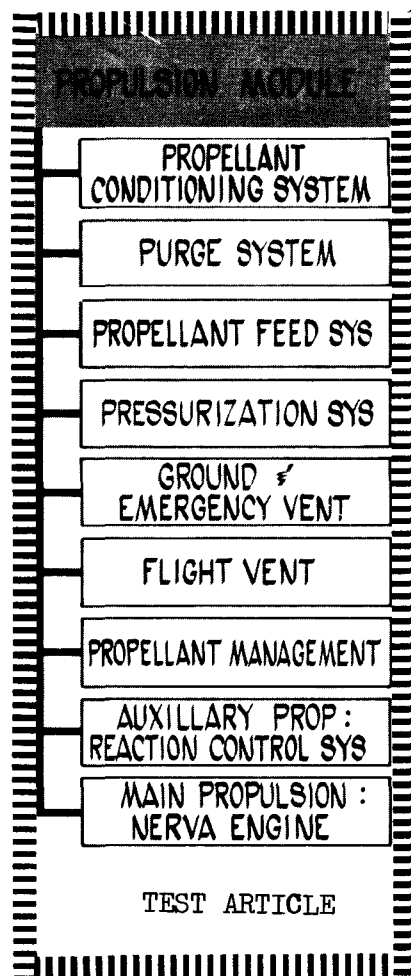 PROPULSION MODULE
PROPELLANT
CONDITIONING SYSTEM
PURGE SYSTEM
PROPELLANT FEED SYS
PRESSURIZATION SYS
GROUND &
EMERGENCY VENT
FLIGHT VENT
PROPELLANT MANAGEMENT
AUXILLARY PROP:
REACTION CONTROL SYS
MAIN PROPULSION:
NERVA ENGINE
TEST ARTICLE